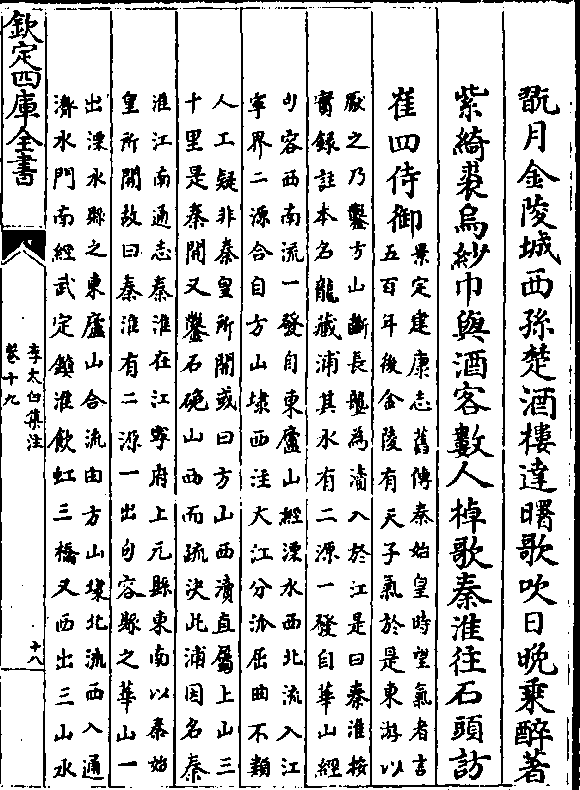 翫月金陵城西孫楚酒樓達曙歌吹日晩乘醉著
紫綺裘烏紗巾與酒客數人棹歌秦淮往石頭訪
崔四侍御
景定建康志舊傳秦始皇時望氣者言
五百年後金陵有天子氣於是東游以
厭之乃鑿方山斷長壠為瀆入於江是曰秦淮按
實録註本名龍藏浦其水有二源一發自華山經
句容西南流一發自東廬山經溧水西北流入江
寧界二源合自方山埭西注大江分派屈曲不類
人工疑非秦皇所開或曰方山西瀆直屬上山三
十里是秦開又鑿石硊山西而疏決此浦因名秦
淮江南通志秦淮在江寧府上元縣東南以秦始
皇所開故曰秦淮有二源一出句容縣之華山一
出溧水縣之東廬山合流由方山埭北流西入通
濟水門南經武定鎮淮飲虹三橋又西出三山水
欽定四庫全書
李太白集注
卷十九
十八